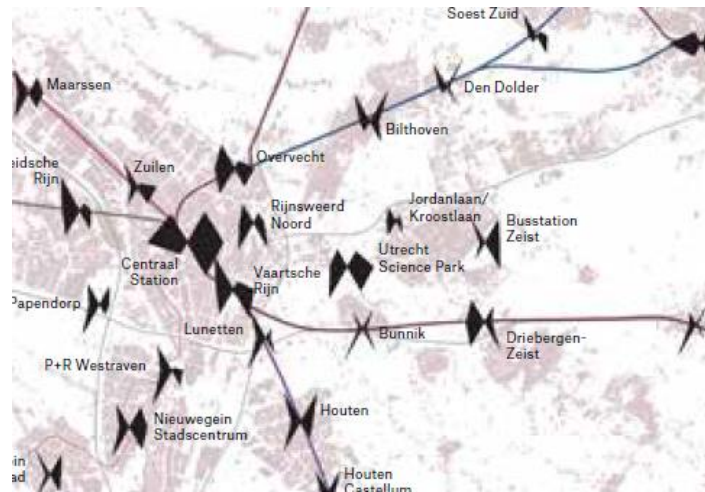 Soest Zuid
Maarssen
Den Dolder
Bilthoven
eidsche
Rijn
Zuilen
Overvecht
Rijnsweerd
Noord
Jordanlaan/
Kroostlaan
Busstation
Zeist
Centraal
Station
Utrecht
Science Park
Vaartsche
Rijn
Papendorp
Lunetten
Bunnik
Driebergen-
Zeist
P+R Westraven
Nieuwegein
Stadscentrum
Houten
ein
ad
Houten
Castellum